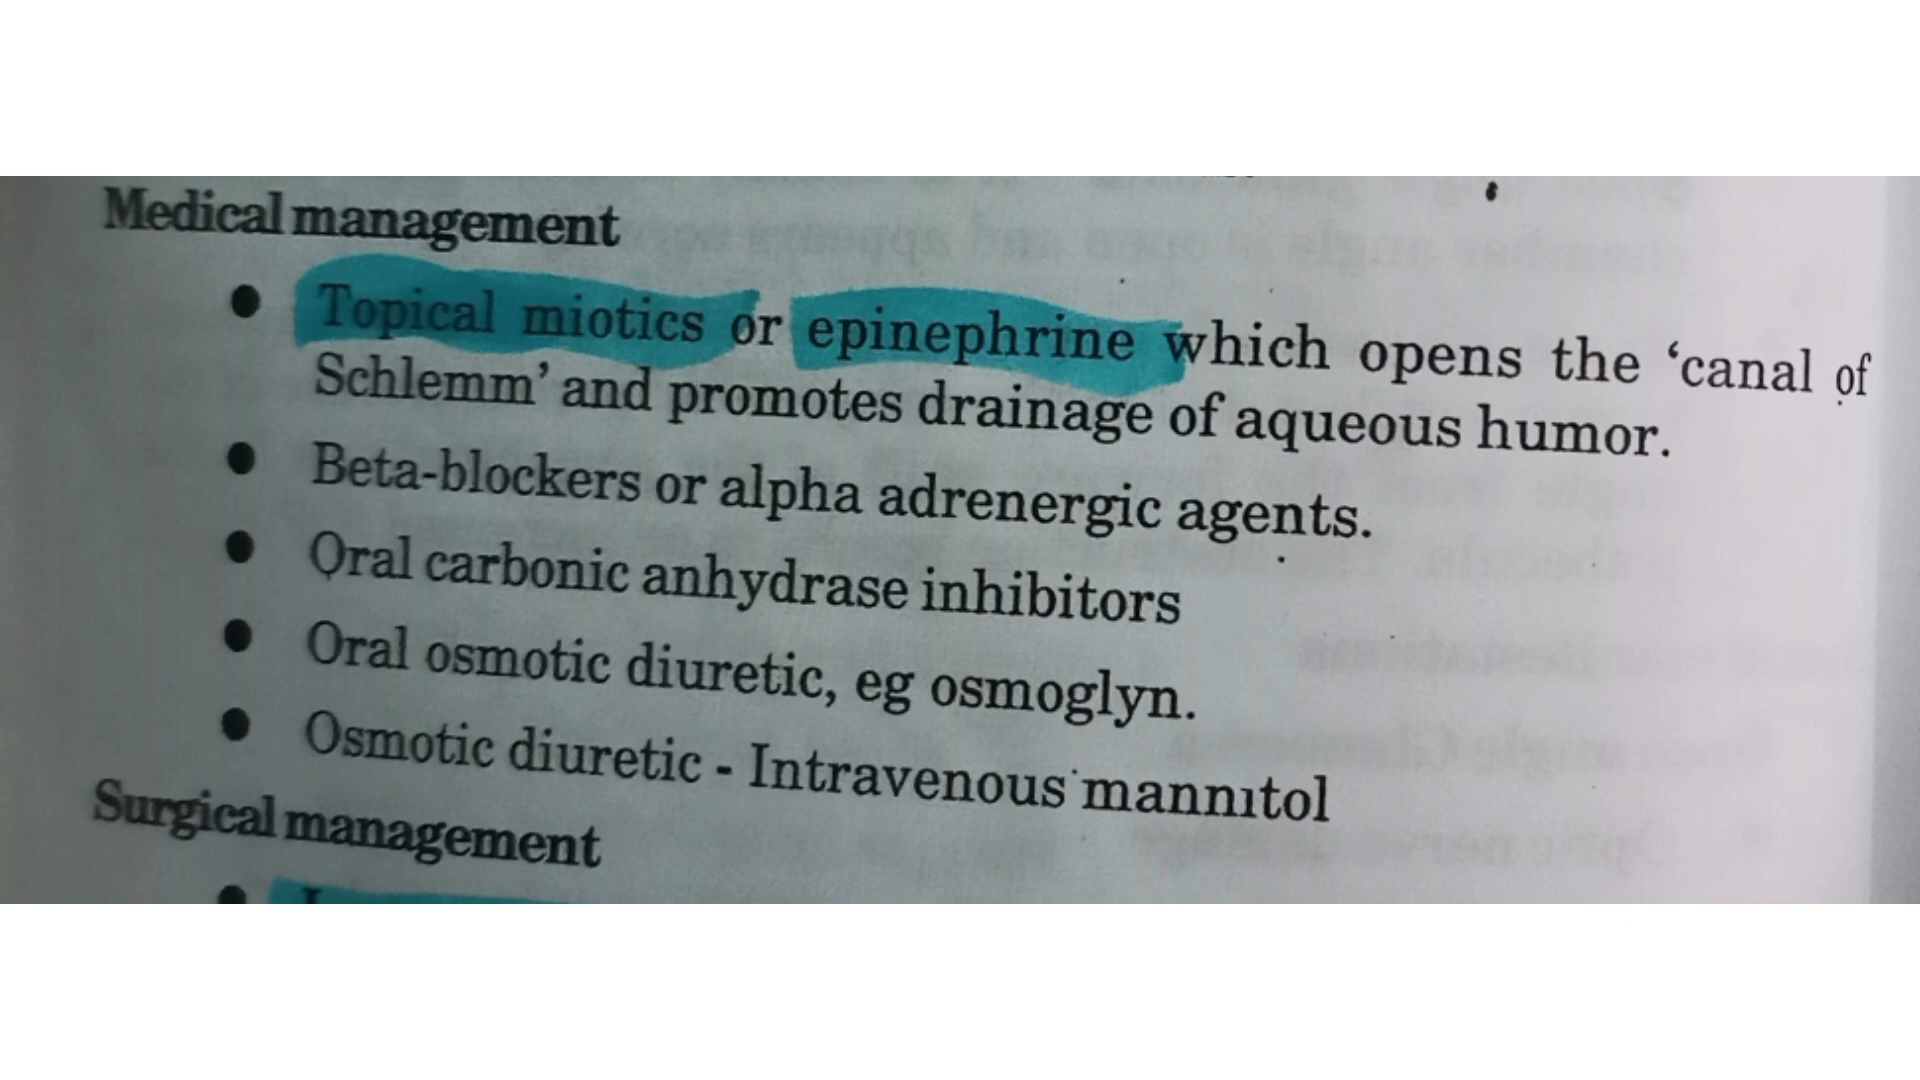 Medical management
● Topical miotics or epinephrine which opens the ‘canal of
Schlemm’ and promotes drainage of aqueous humor.
● Beta-blockers or alpha adrenergic agents.
● Oral carbonic anhydrase inhibitors
● Oral osmotic diuretic, eg osmoglyn.
● Osmotic diuretic - Intravenous mannitol
Surgical management